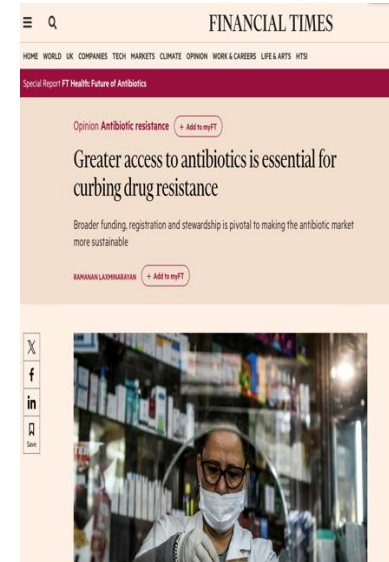 FINANCIAL TIMES
HOME WORLD UK COMPANIES TECH MARKETS CLIMATE OPINION WORK & CAREERS LIFE & ARTS HTSI
Special Report FT Health: Future of Antibiotics
Opinion Antibiotic resistance + Add to myFT
Greater access to antibiotics is essential for
curbing drug resistance
Broader funding, registration and stewardship is pivotal to making the antibiotic market
more sustainable
RAMANAN LAXMINARAYAN + Add to myFT
X
f
in
Save